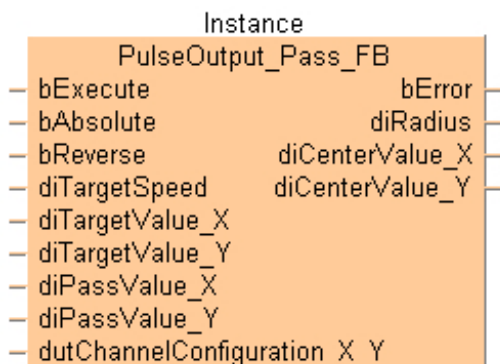 Instance
PulseOutput_Pass_FB
bExecute bError
bAbsolute diRadius
bReverse diCenterValue_X
diTargetSpeed diCenterValue_Y
diTargetValue_X
diTargetValue_Y
diPassValue_X
diPassValue_Y
dutChannelConfiguration_X_Y